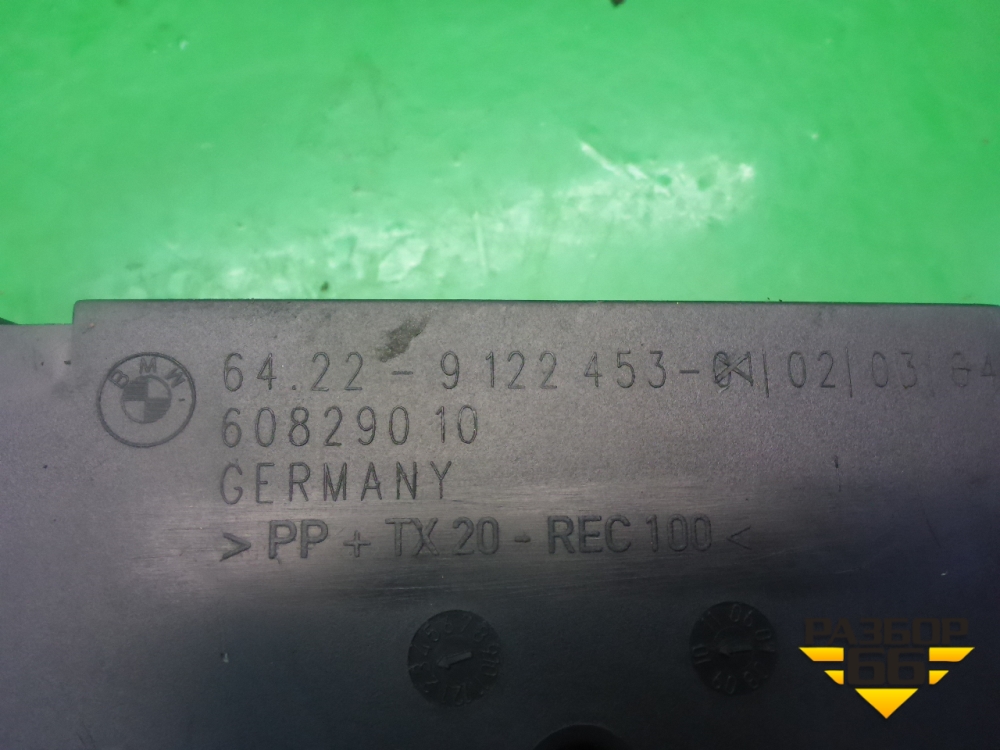 BMW
64.22 - 9 122 453-01|02|03|04
608290 10
GERMANY
> PP + TX 20 - REC 100 <
РАЗБОР
66